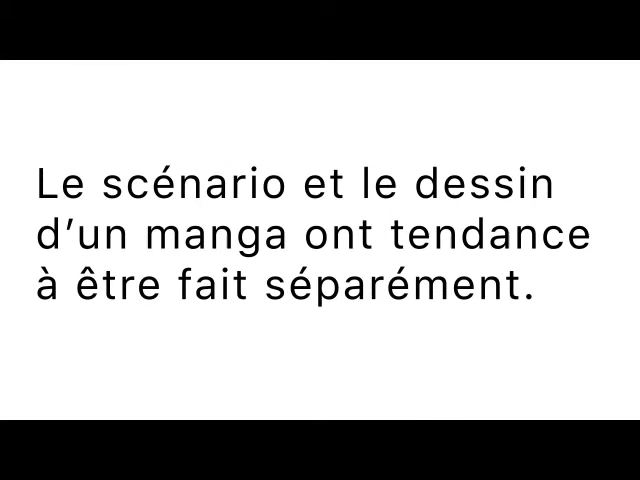 Le scénario et le dessin
d’un manga ont tendance
à être fait séparément.